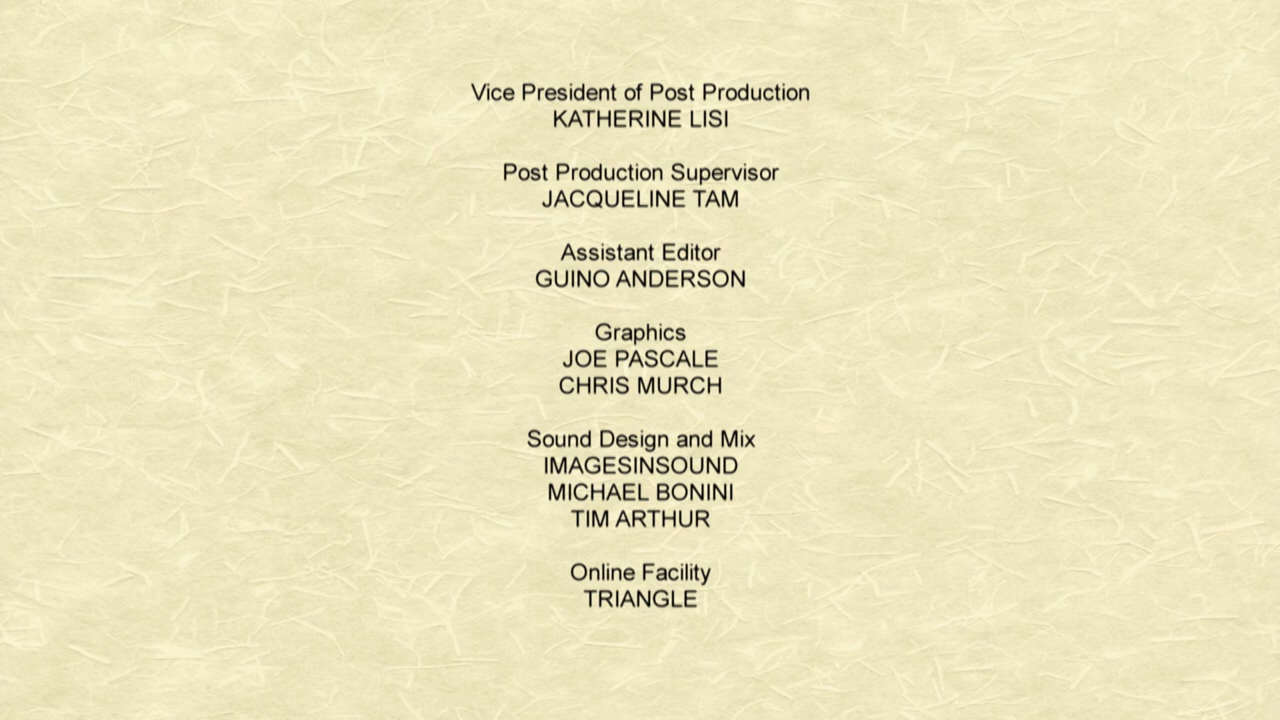 Vice President of Post Production
KATHERINE LISI
Post Production Supervisor
JACQUELINE TAM
Assistant Editor
GUINO ANDERSON
Graphics
JOE PASCALE
CHRIS MURCH
Sound Design and Mix
IMAGESINSOUND
MICHAEL BONINI
TIM ARTHUR
Online Facility
TRIANGLE